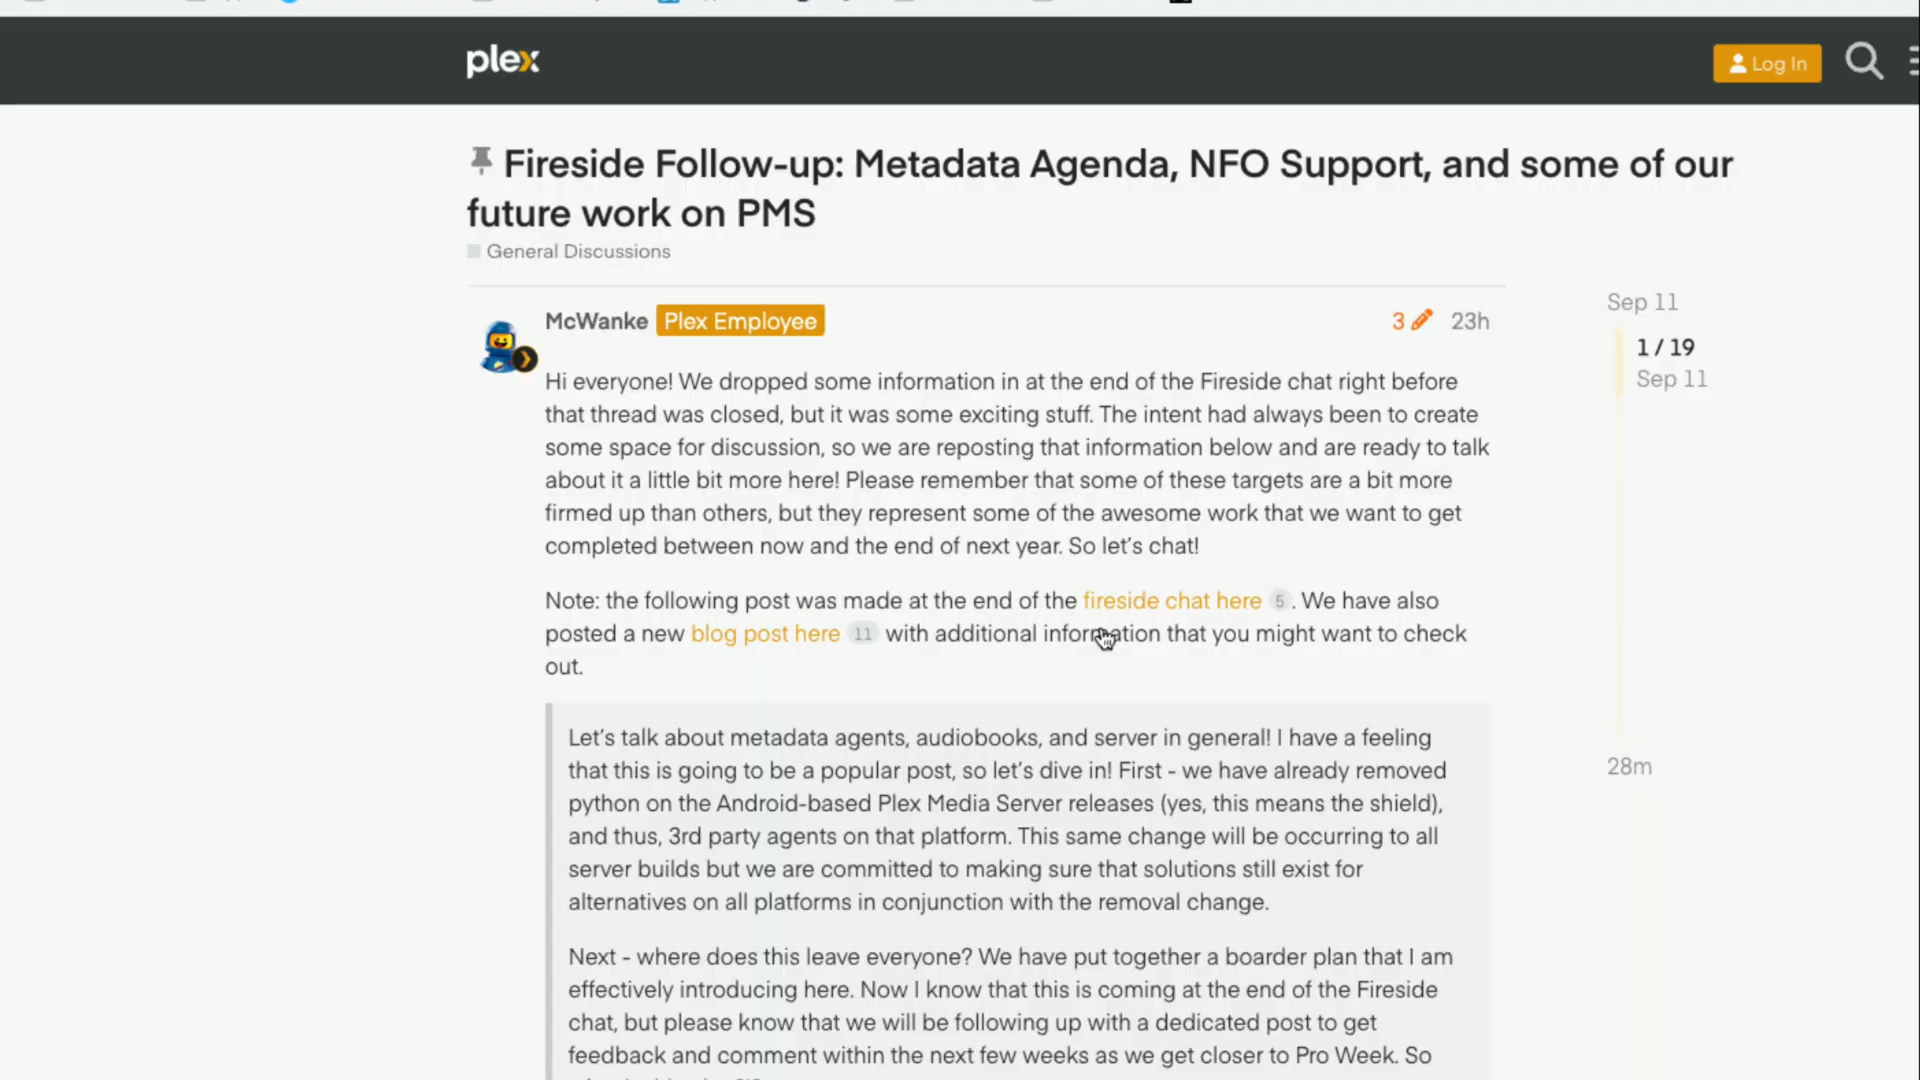 plex
Log In
Fireside Follow-up: Metadata Agenda, NFO Support, and some of our
future work on PMS
General Discussions
McWanke Plex Employee 3 23h
Hi everyone! We dropped some information in at the end of the Fireside chat right before
that thread was closed, but it was some exciting stuff. The intent had always been to create
some space for discussion, so we are reposting that information below and are ready to talk
about it a little bit more here! Please remember that some of these targets are a bit more
firmed up than others, but they represent some of the awesome work that we want to get
completed between now and the end of next year. So let's chat!
Note: the following post was made at the end of the fireside chat here 5. We have also
posted a new blog post here 11 with additional information that you might want to check
out.
Let's talk about metadata agents, audiobooks, and server in general! I have a feeling
that this is going to be a popular post, so let's dive in! First - we have already removed
python on the Android-based Plex Media Server releases (yes, this means the shield),
and thus, 3rd party agents on that platform. This same change will be occurring to all
server builds but we are committed to making sure that solutions still exist for
alternatives on all platforms in conjunction with the removal change.
Next - where does this leave everyone? We have put together a boarder plan that I am
effectively introducing here. Now I know that this is coming at the end of the Fireside
chat, but please know that we will be following up with a dedicated post to get
feedback and comment within the next few weeks as we get closer to Pro Week. So
Sep 11
1 / 19
Sep 11
28m